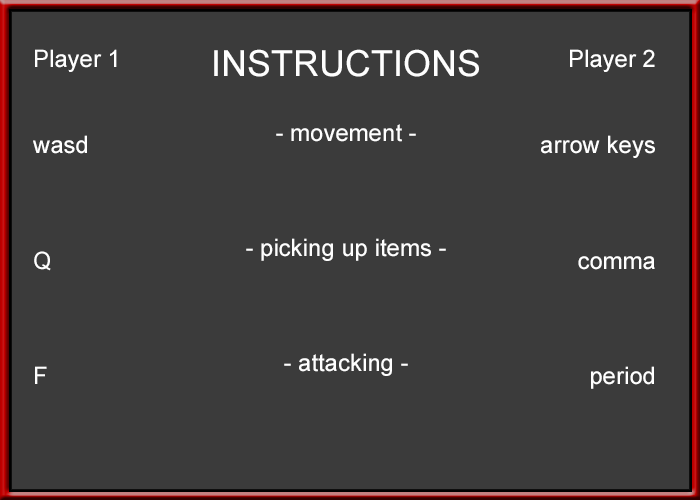 Player 1 INSTRUCTIONS Player 2
wasd - movement - arrow keys
Q - picking up items - comma
F - attacking - period